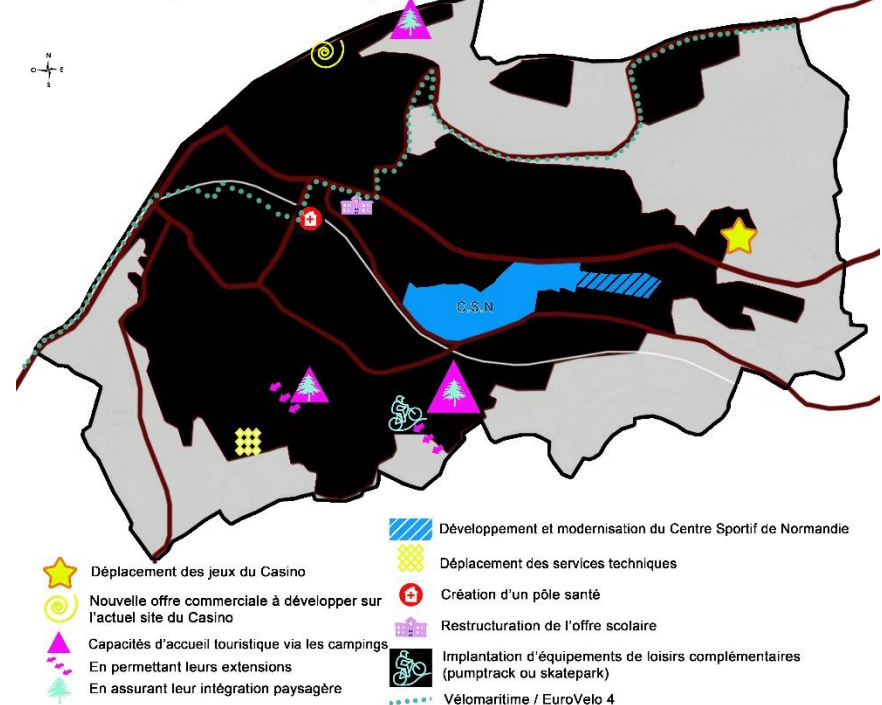 N
O E
S
C.S.N
Déplacement des jeux du Casino
Nouvelle offre commerciale à développer sur
l'actuel site du Casino
Capacités d'accueil touristique via les campings
En permettant leurs extensions
En assurant leur intégration paysagère
Développement et modernisation du Centre Sportif de Normandie
Déplacement des services techniques
Création d'un pôle santé
Restructuration de l'offre scolaire
Implantation d'équipements de loisirs complémentaires
(pumptrack ou skatepark)
Vélomaritime / EuroVelo 4